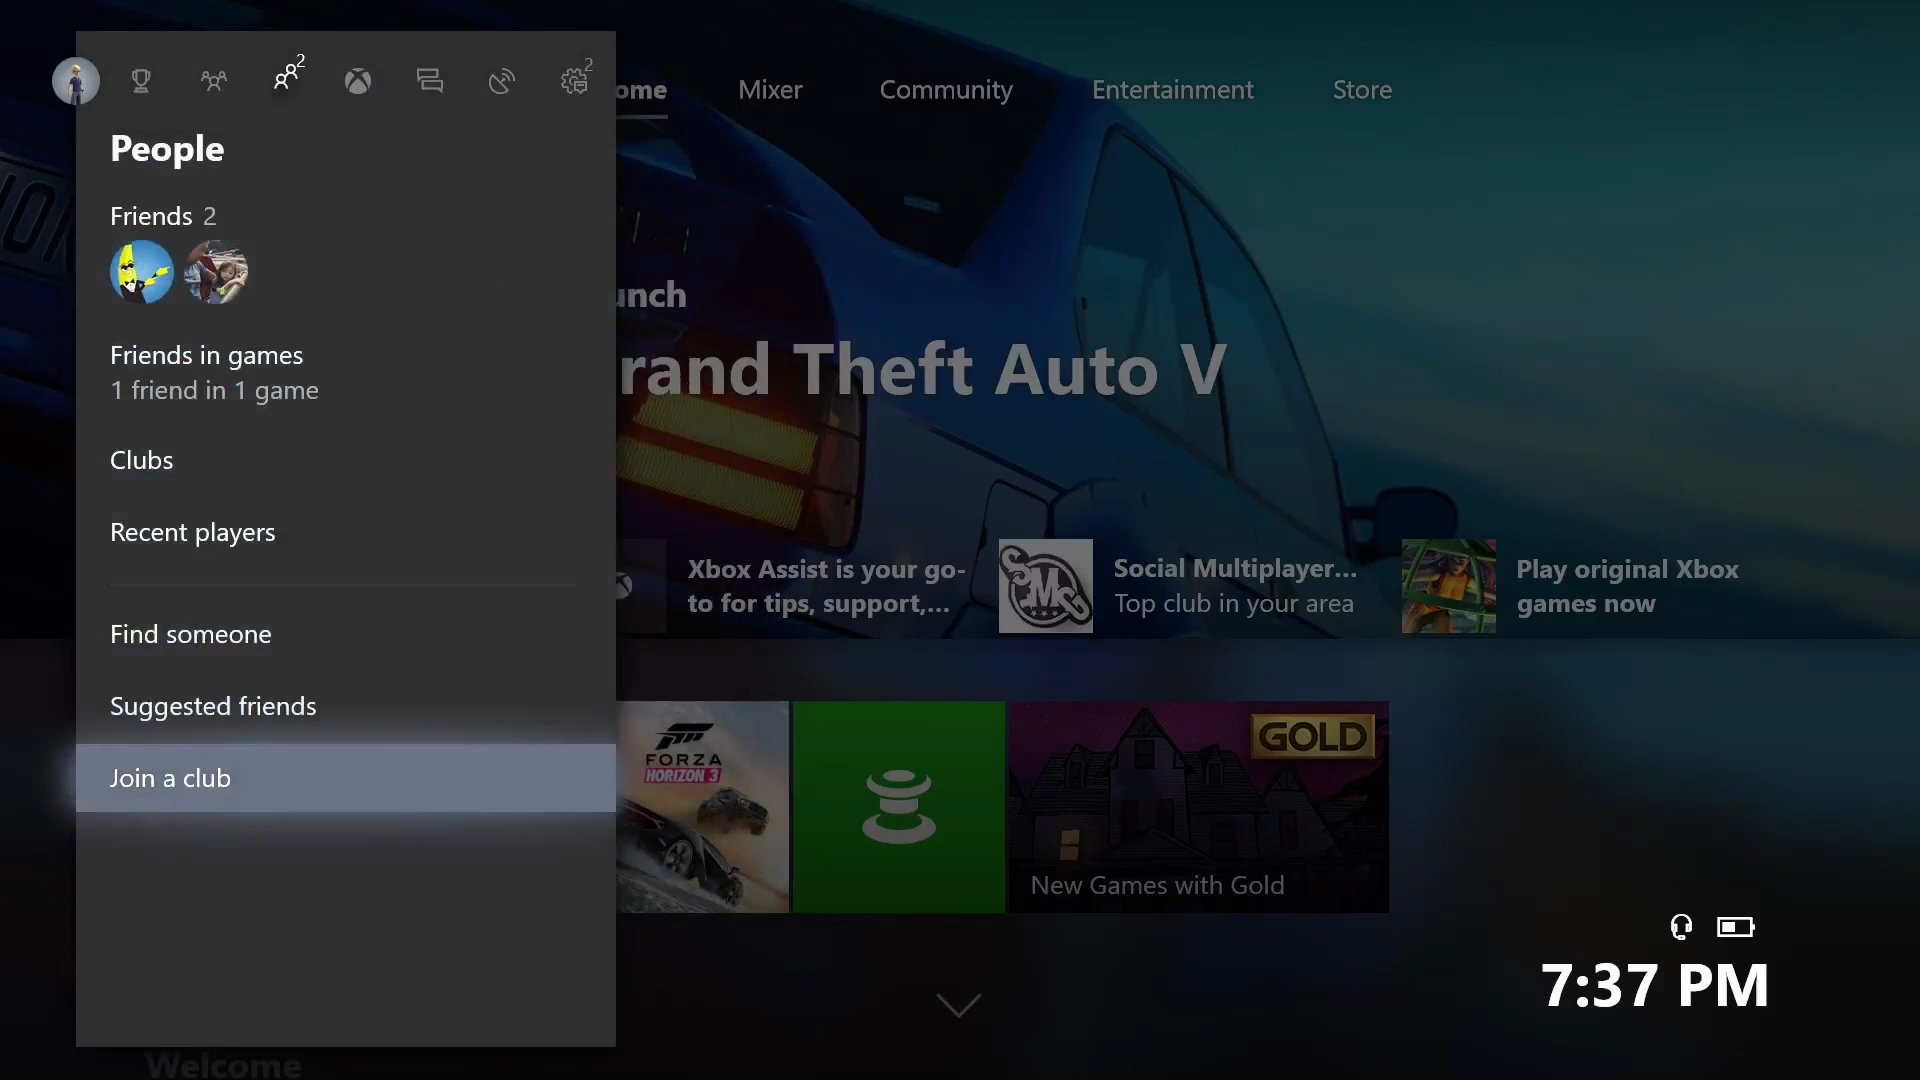 2
2
ome
Mixer
Community
Entertainment
Store
People
Friends 2
Friends in games
1 friend in 1 game
Clubs
Recent players
Find someone
Suggested friends
Join a club
unch
rand Theft Auto V
Xbox Assist is your go-
to for tips, support,...
SMG
Social Multiplayer...
Top club in your area
Play original Xbox
games now
FORZA
HORIZON 3
GOLD
New Games with Gold
7:37 PM
Welcome